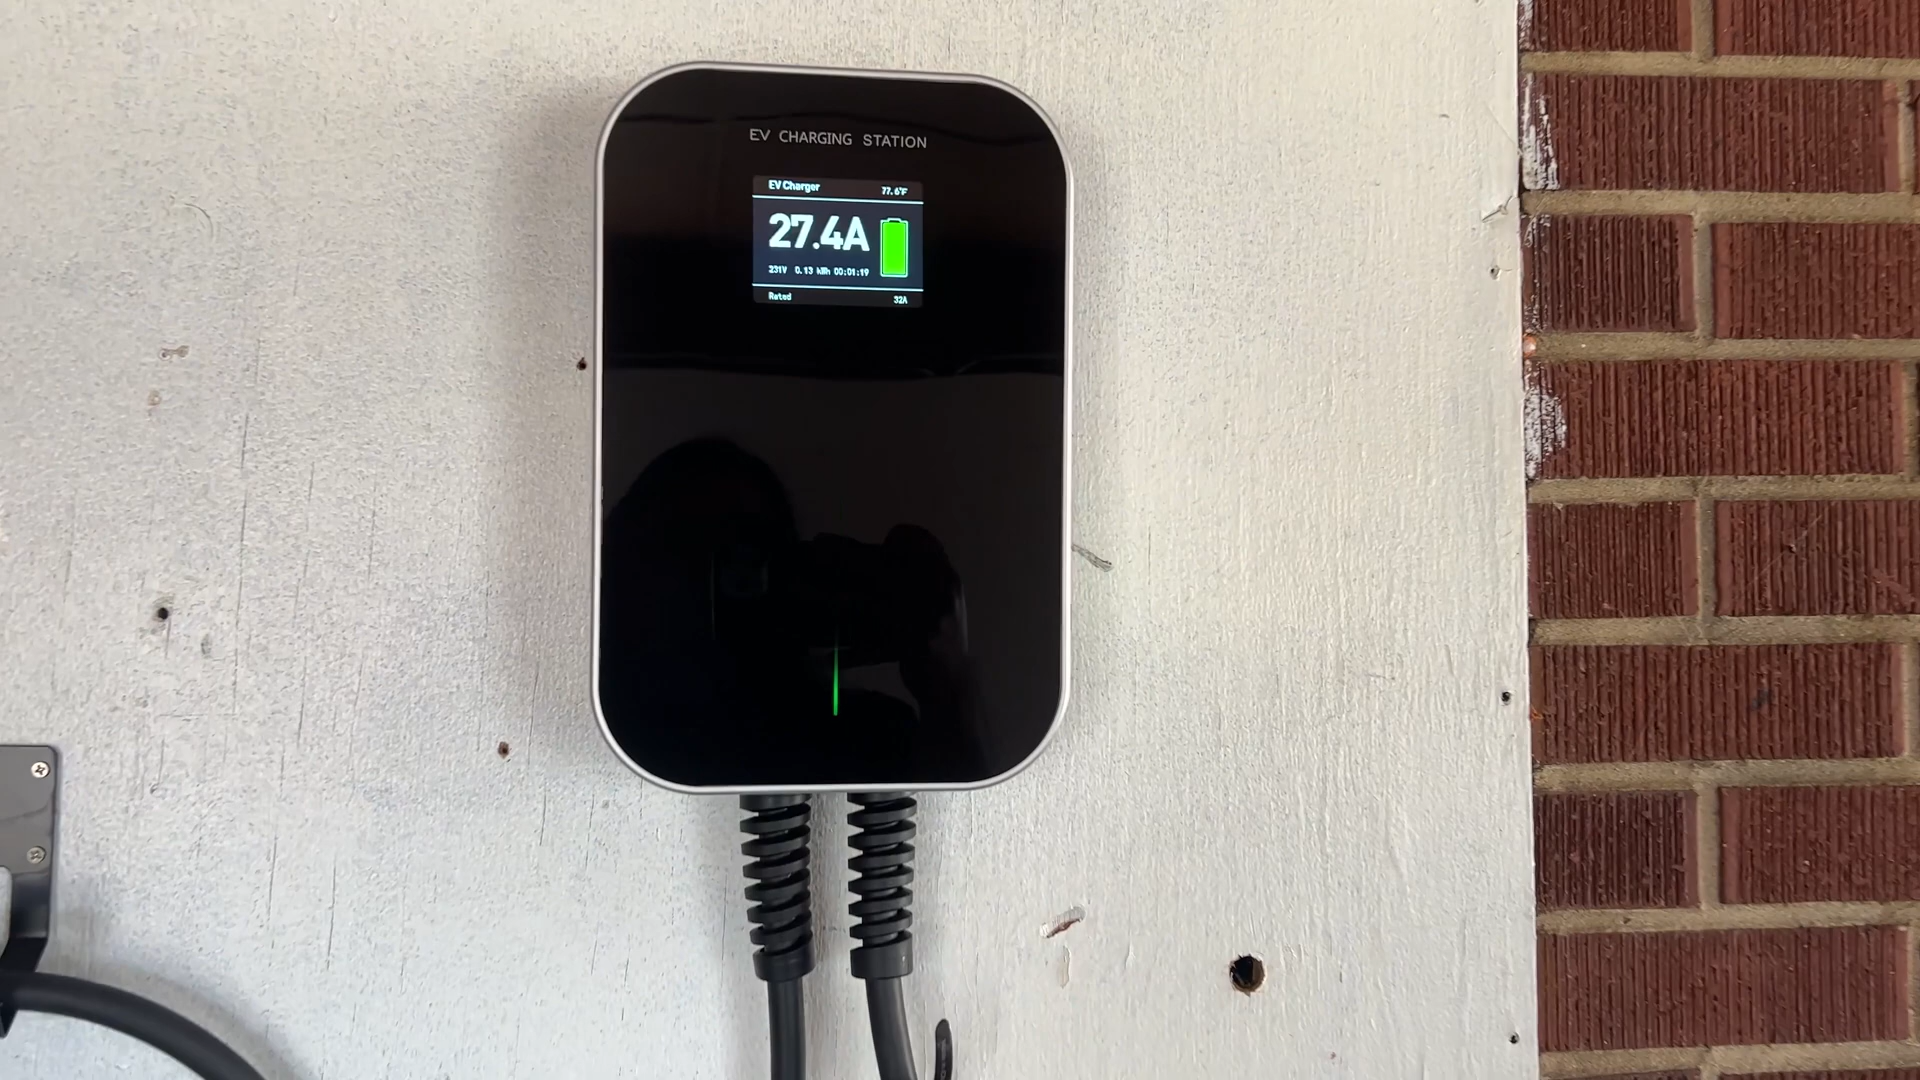 EV CHARGING STATION
EV Charger 77.6°F
27.4A
231V 0.13 kWh 00:01:19
Rated 32A